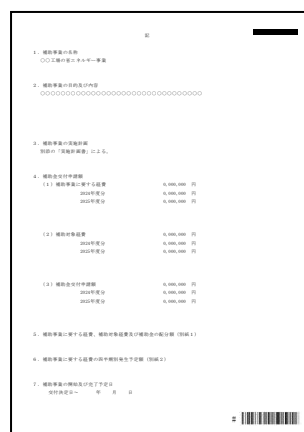 記
1．補助事業の名称
○○工場の省エネルギー事業
2．補助事業の目的及び内容
○○○○○○○○○○○○○○○○○○○○○○○○○○○○○○○○
3．補助事業の実施計画
別添の「実施計画書」による。
4．補助金交付申請額
（1）補助事業に要する経費 0,000,000 円
2024年度分 0,000,000 円
2025年度分 0,000,000 円
（2）補助対象経費 0,000,000 円
2024年度分 0,000,000 円
2025年度分 0,000,000 円
（3）補助金交付申請額 0,000,000 円
2024年度分 0,000,000 円
2025年度分 0,000,000 円
5．補助事業に要する経費、補助対象経費及び補助金の配分額（別紙1）
6．補助事業に要する経費の四半期別発生予定額（別紙2）
7．補助事業の開始及び完了予定日
交付決定日～ 年 月 日